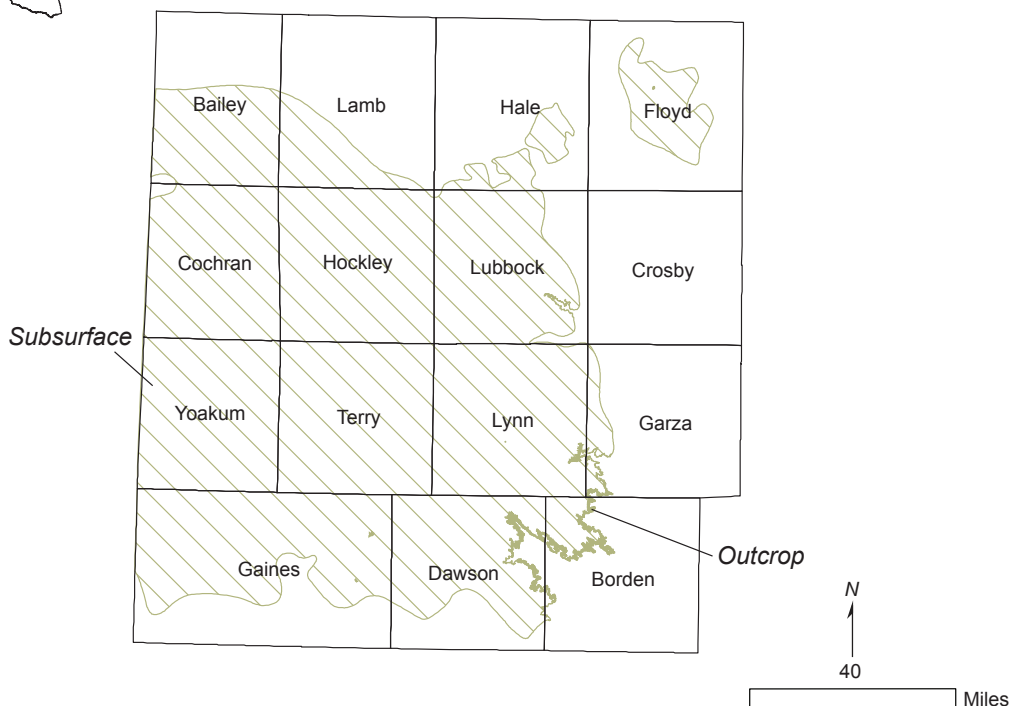 Bailey
Lamb
Hale
Floyd
Cochran
Hockley
Lubbock
Crosby
Subsurface
Yoakum
Terry
Lynn
Garza
Gaines
Dawson
Borden
Outcrop
N
40
Miles